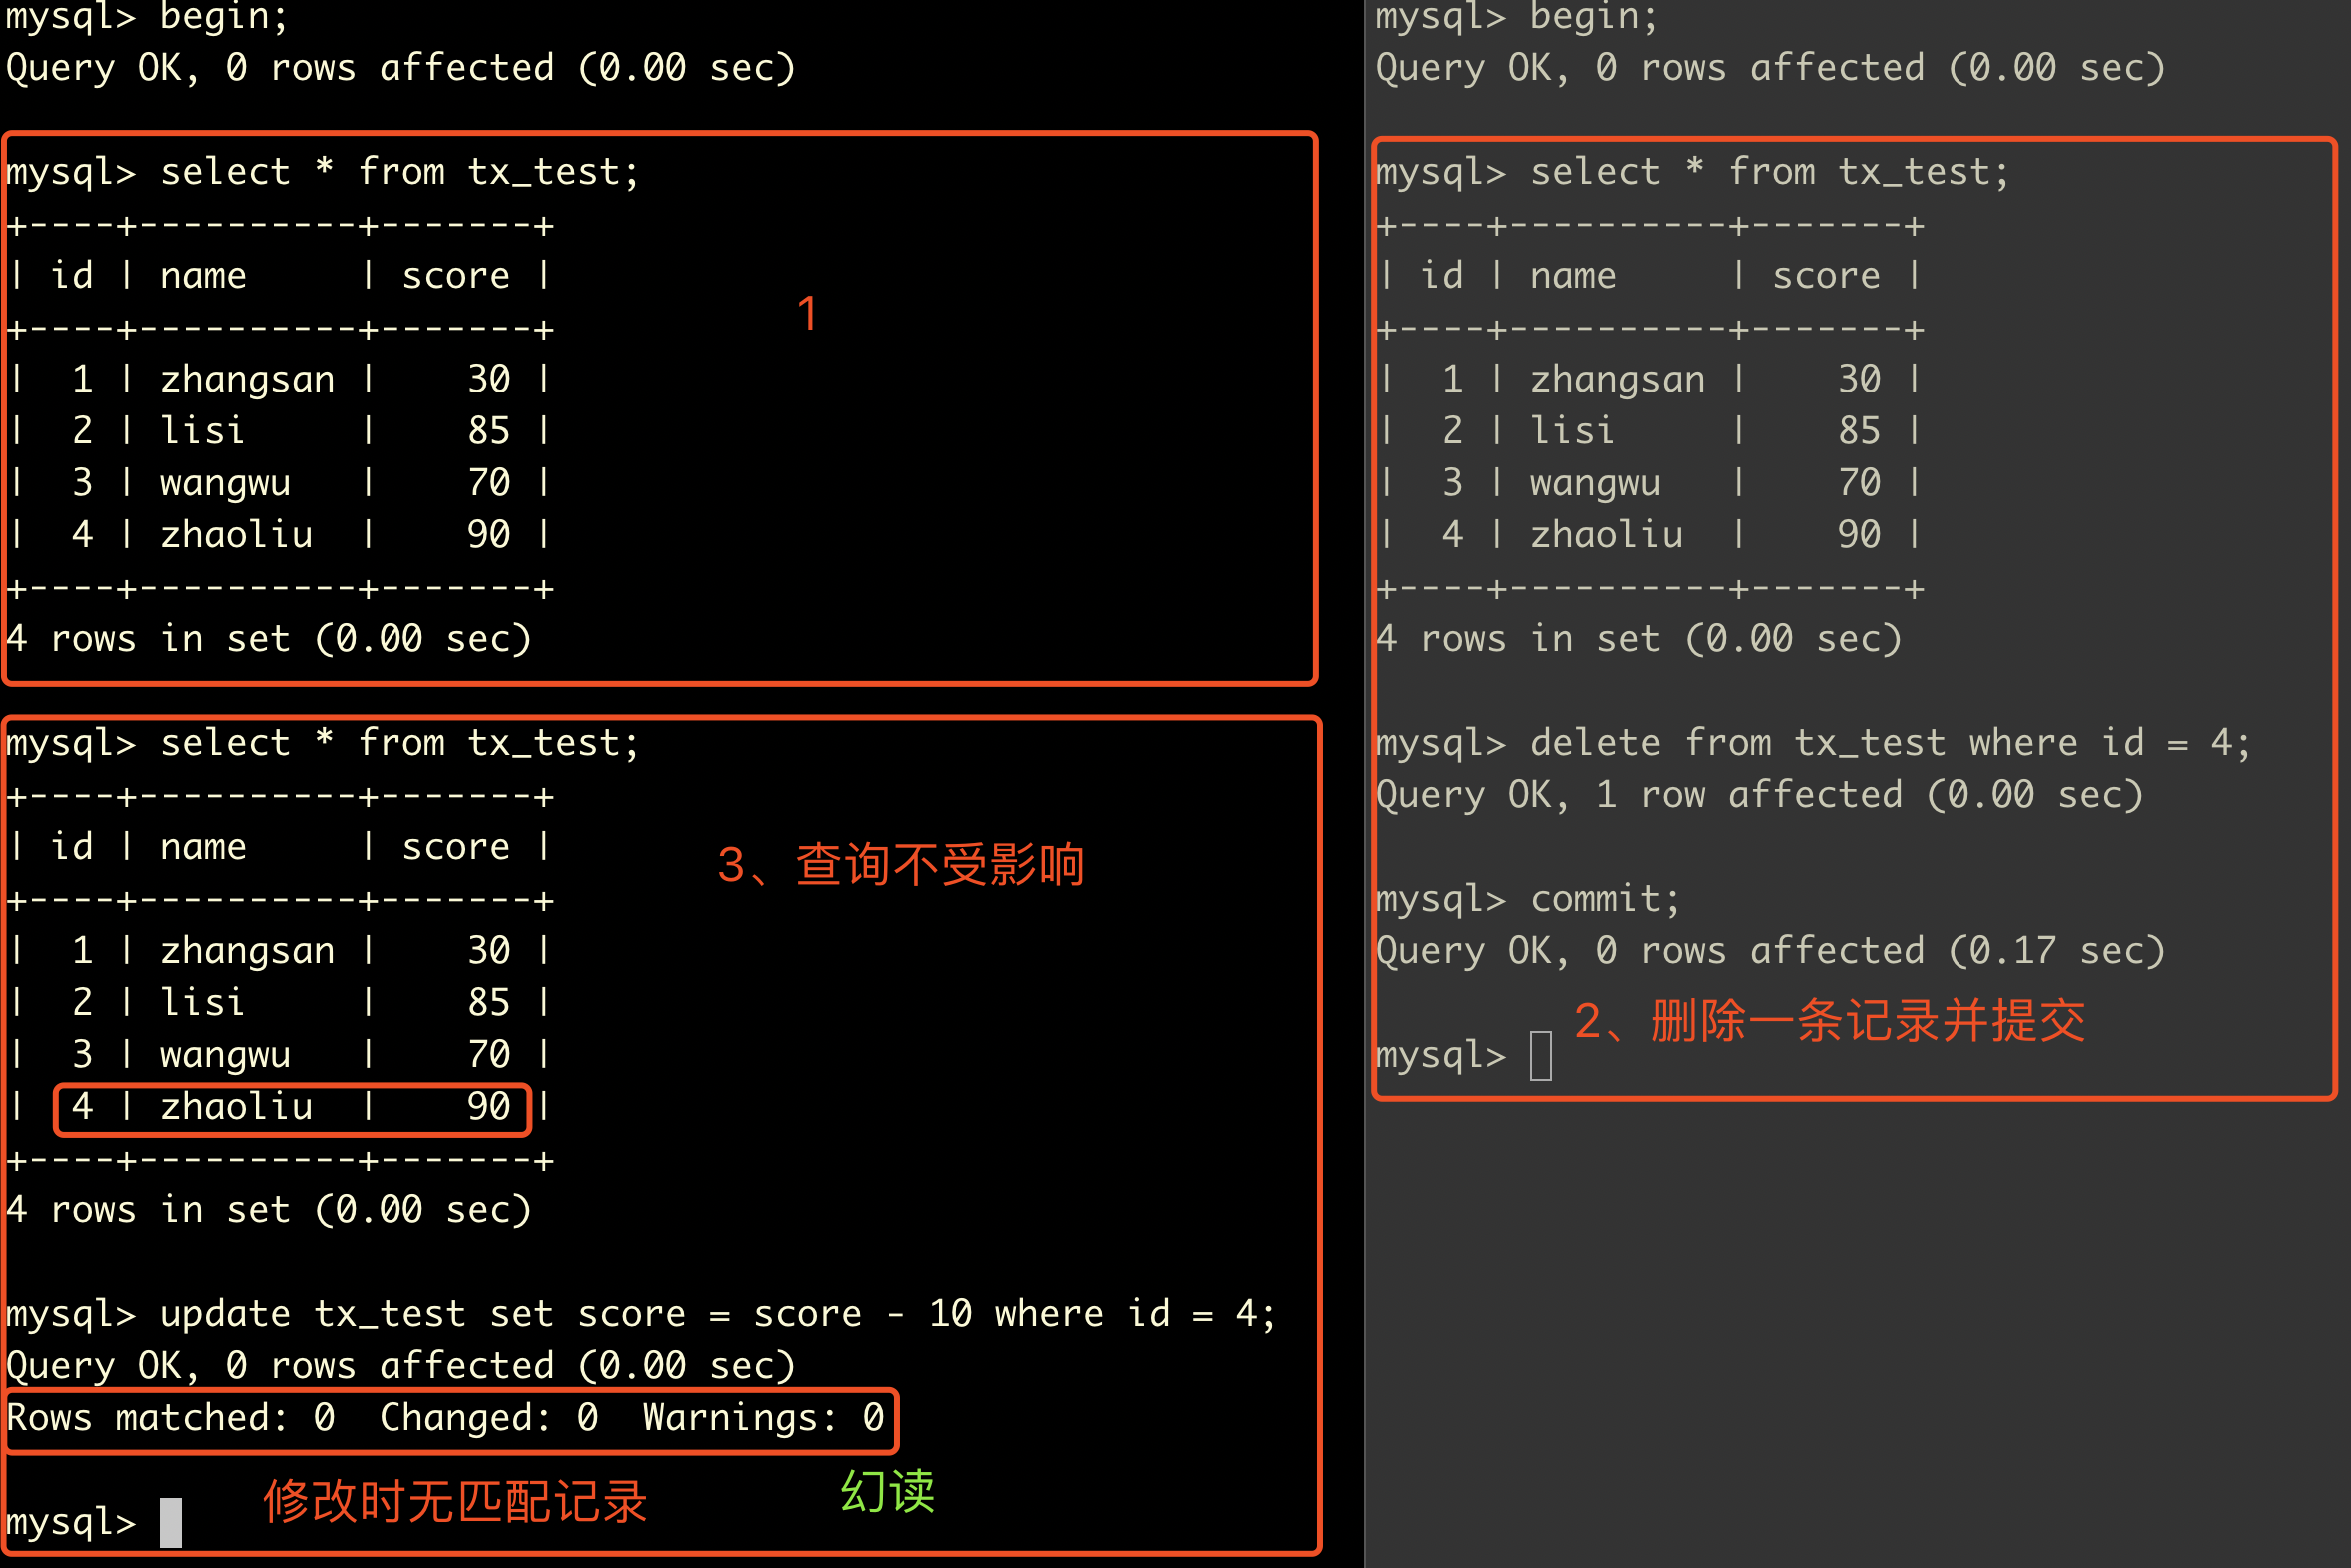 mysql> begin;
Query OK, 0 rows affected (0.00 sec)
mysql> select * from tx_test;
+----+----------+-------+
| id | name     | score |
+----+----------+-------+
|  1 | zhangsan |    30 |
|  2 | lisi     |    85 |
|  3 | wangwu   |    70 |
|  4 | zhaoliu  |    90 |
+----+----------+-------+
4 rows in set (0.00 sec)
1
mysql> select * from tx_test;
+----+----------+-------+
| id | name     | score |
+----+----------+-------+
|  1 | zhangsan |    30 |
|  2 | lisi     |    85 |
|  3 | wangwu   |    70 |
|  4 | zhaoliu  |    90 |
+----+----------+-------+
4 rows in set (0.00 sec)
3、查询不受影响
mysql> update tx_test set score = score - 10 where id = 4;
Query OK, 0 rows affected (0.00 sec)
Rows matched: 0  Changed: 0  Warnings: 0
修改时无匹配记录
幻读
mysql>
mysql> begin;
Query OK, 0 rows affected (0.00 sec)
mysql> select * from tx_test;
+----+----------+-------+
| id | name     | score |
+----+----------+-------+
|  1 | zhangsan |    30 |
|  2 | lisi     |    85 |
|  3 | wangwu   |    70 |
|  4 | zhaoliu  |    90 |
+----+----------+-------+
4 rows in set (0.00 sec)
mysql> delete from tx_test where id = 4;
Query OK, 1 row affected (0.00 sec)
mysql> commit;
Query OK, 0 rows affected (0.17 sec)
2、删除一条记录并提交
mysql>